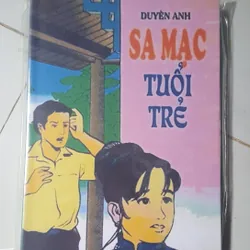 DUYÊN ANH
SA MẠC
TUỔI
TRẺ